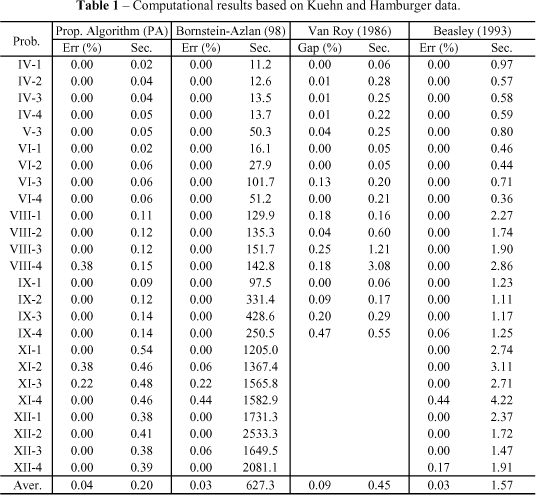 Table 1 – Computational results based on Kuehn and Hamburger data.
Prob. Prop. Algorithm (PA) Bornstein-Azlan (98) Van Roy (1986) Beasley (1993)
Err (%) Sec. Err (%) Sec. Gap (%) Sec. Err (%) Sec.
IV-1 0.00 0.02 0.00 11.2 0.00 0.06 0.00 0.97
IV-2 0.00 0.04 0.00 12.6 0.01 0.28 0.00 0.57
IV-3 0.00 0.04 0.00 13.5 0.01 0.25 0.00 0.58
IV-4 0.00 0.05 0.00 13.7 0.01 0.22 0.00 0.59
V-3 0.00 0.05 0.00 50.3 0.04 0.25 0.00 0.80
VI-1 0.00 0.02 0.00 16.1 0.00 0.05 0.00 0.46
VI-2 0.00 0.06 0.00 27.9 0.00 0.05 0.00 0.44
VI-3 0.00 0.06 0.00 101.7 0.13 0.20 0.00 0.71
VI-4 0.00 0.06 0.00 51.2 0.00 0.21 0.00 0.36
VIII-1 0.00 0.11 0.00 129.9 0.18 0.16 0.00 2.27
VIII-2 0.00 0.12 0.00 135.3 0.04 0.60 0.00 1.74
VIII-3 0.00 0.12 0.00 151.7 0.25 1.21 0.00 1.90
VIII-4 0.38 0.15 0.00 142.8 0.18 3.08 0.00 2.86
IX-1 0.00 0.09 0.00 97.5 0.00 0.06 0.00 1.23
IX-2 0.00 0.12 0.00 331.4 0.09 0.17 0.00 1.11
IX-3 0.00 0.14 0.00 428.6 0.20 0.29 0.00 1.17
IX-4 0.00 0.14 0.00 250.5 0.47 0.55 0.06 1.25
XI-1 0.00 0.54 0.00 1205.0 0.00 2.74
XI-2 0.38 0.46 0.06 1367.4 0.00 3.11
XI-3 0.22 0.48 0.22 1565.8 0.00 2.71
XI-4 0.00 0.46 0.44 1582.9 0.44 4.22
XII-1 0.00 0.38 0.00 1731.3 0.00 2.37
XII-2 0.00 0.41 0.00 2533.3 0.00 1.72
XII-3 0.00 0.38 0.06 1649.5 0.00 1.47
XII-4 0.00 0.39 0.00 2081.1 0.17 1.91
Aver. 0.04 0.20 0.03 627.3 0.09 0.45 0.03 1.57